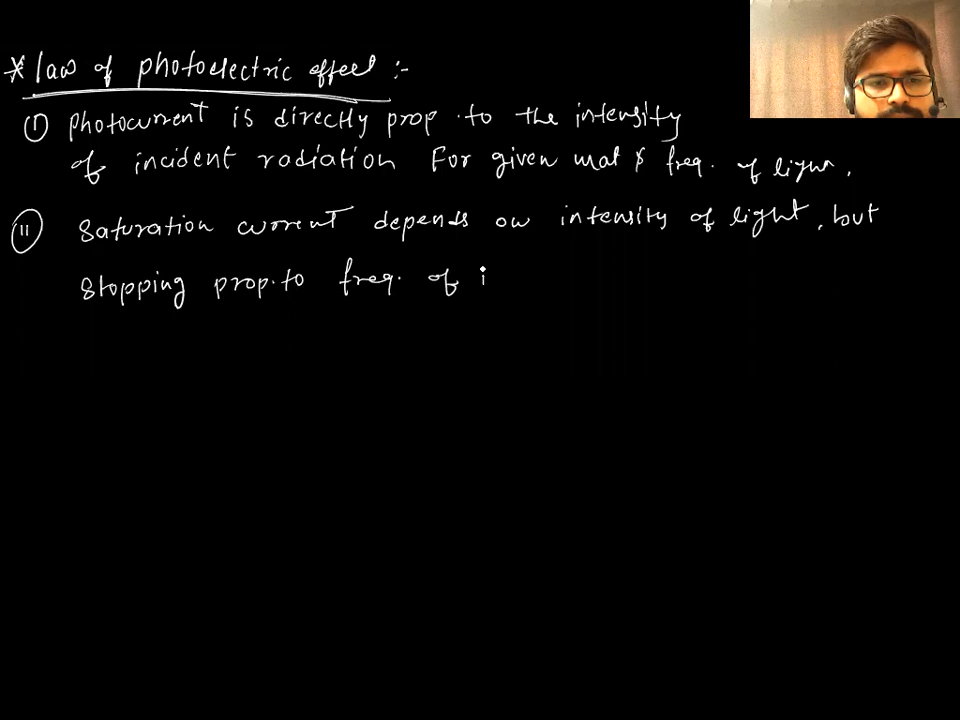 * law of photoelectric effect :-
(I) photocurrent is directly prop. to the intensity
of incident radiation For given mat & freq. of light.
(II) Saturation current depends on intensity of light, but
stopping prop. to freq. of i